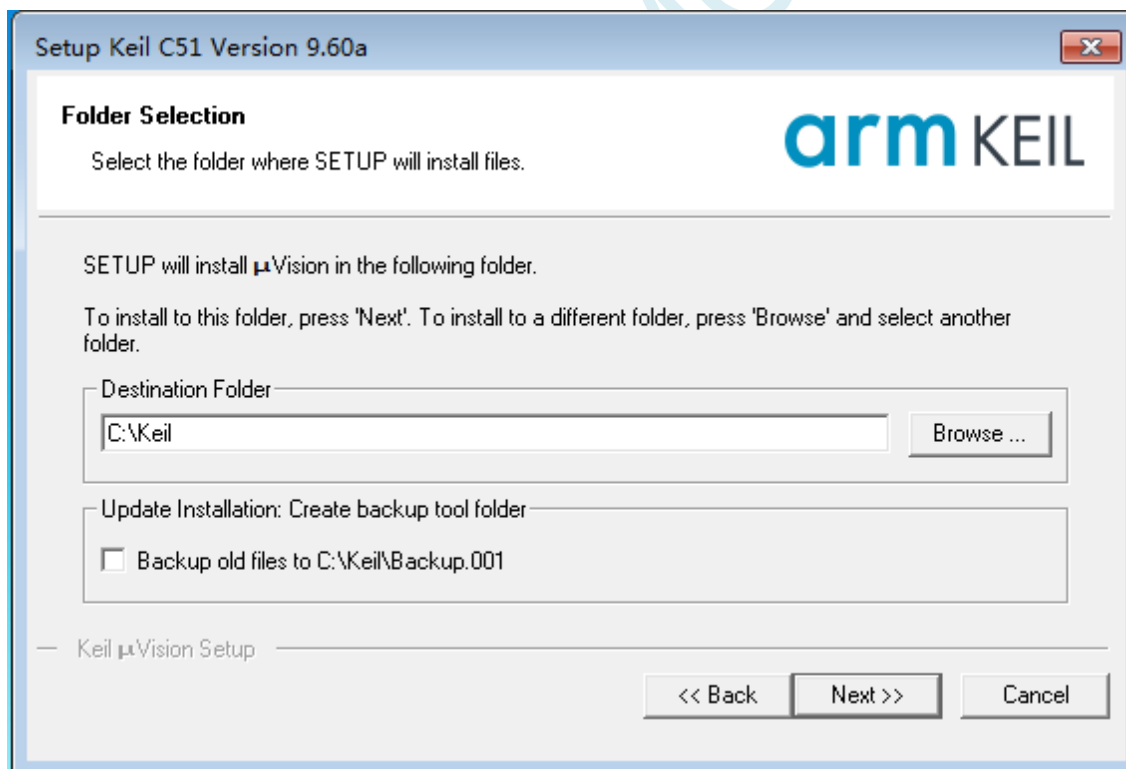 Setup Keil C51 Version 9.60a
Folder Selection
Select the folder where SETUP will install files.
arm KEIL
SETUP will install µVision in the following folder.
To install to this folder, press 'Next'. To install to a different folder, press 'Browse' and select another
folder.
Destination Folder
C:\Keil
Browse ...
Update Installation: Create backup tool folder
Backup old files to C:\Keil\Backup.001
Keil µVision Setup
<< Back
Next >>
Cancel